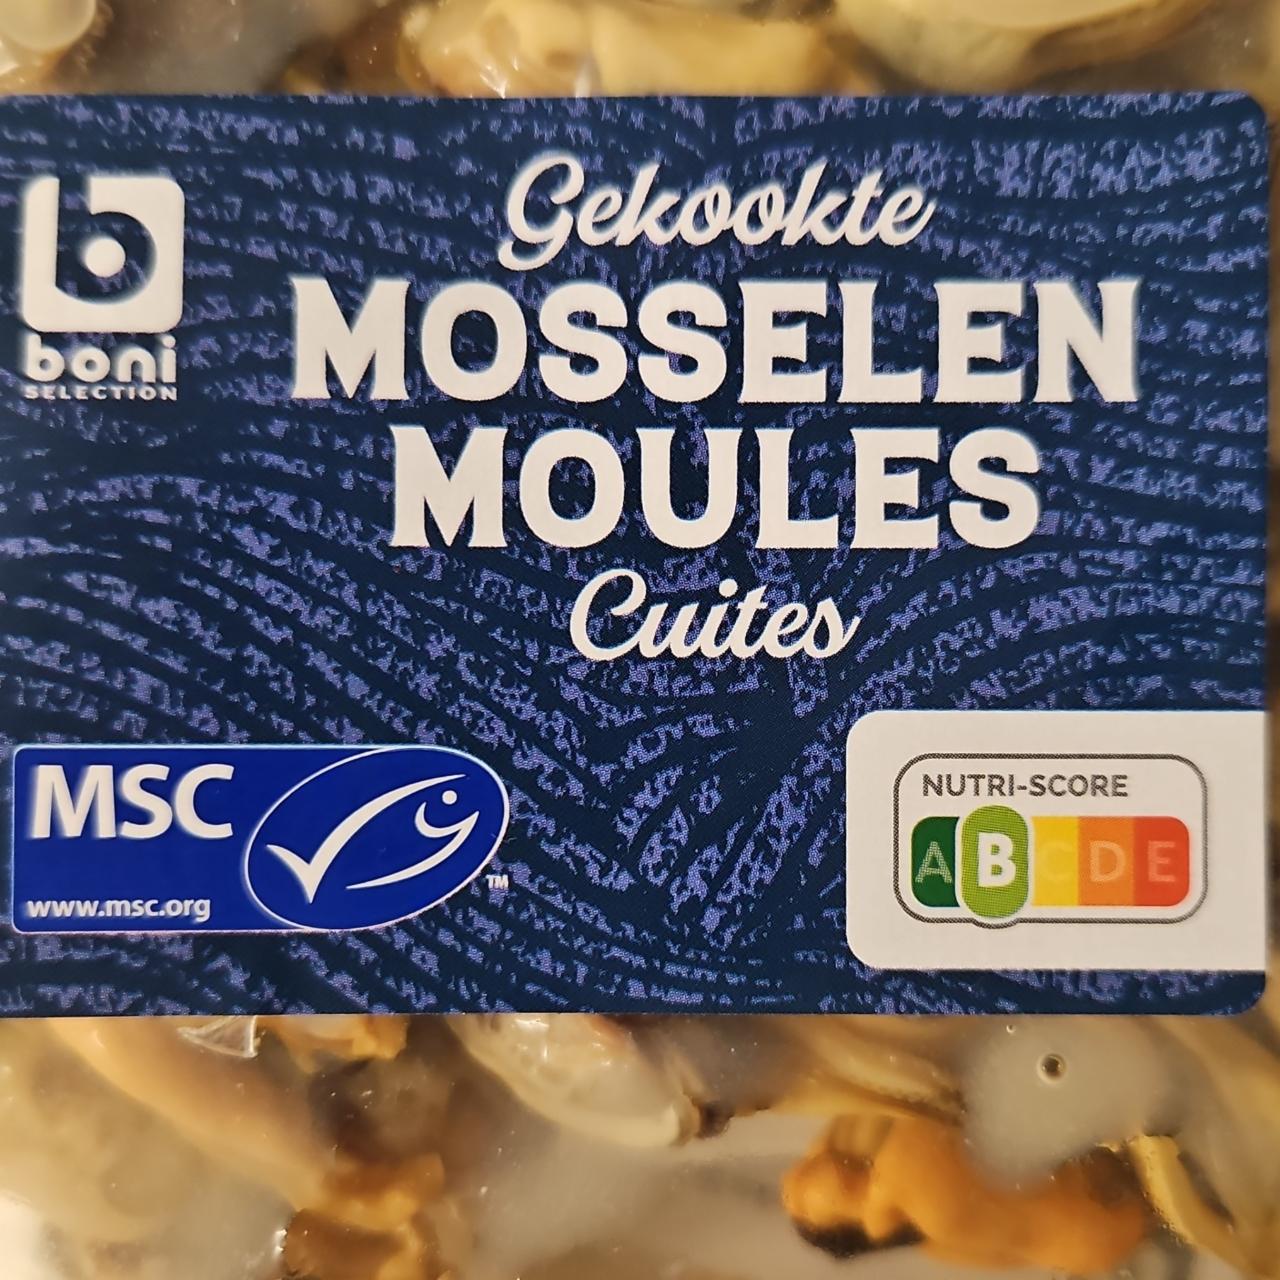 boni
SELECTION
Gekookte
MOSSELEN
MOULES
Cuites
MSC
www.msc.org
TM
NUTRI-SCORE
A B C D E